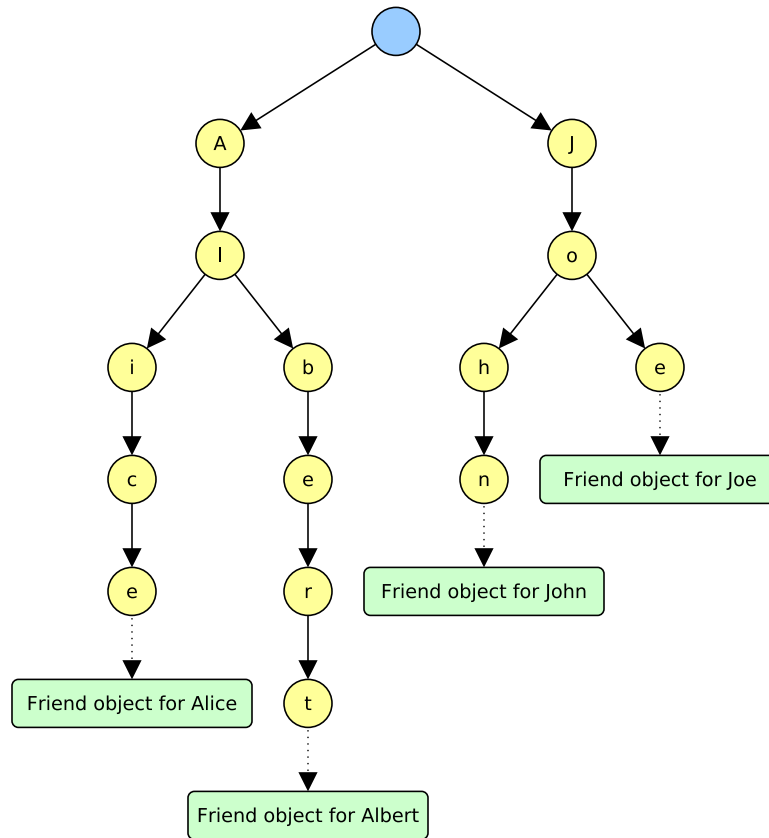 A
J
l
o
i
b
h
e
c
e
n
Friend object for Joe
e
r
Friend object for John
Friend object for Alice
t
Friend object for Albert